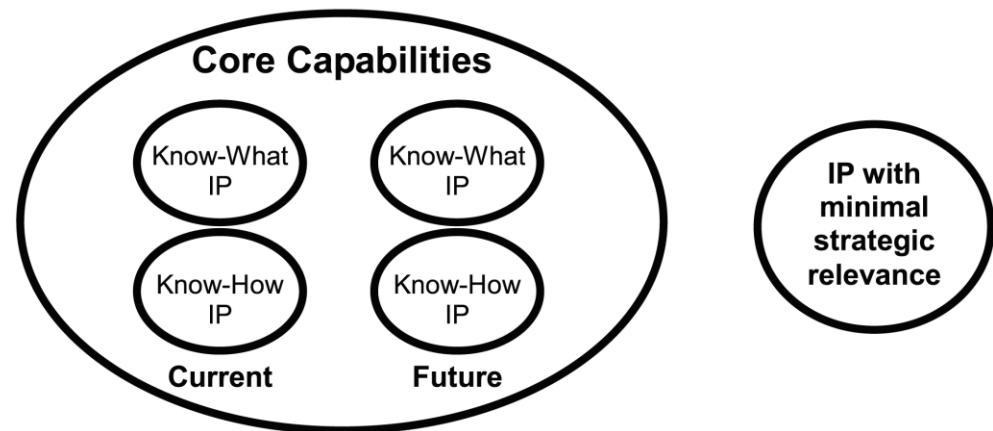 Core Capabilities
Know-What
IP
Know-What
IP
Know-How
IP
Know-How
IP
Current
Future
IP with
minimal
strategic
relevance